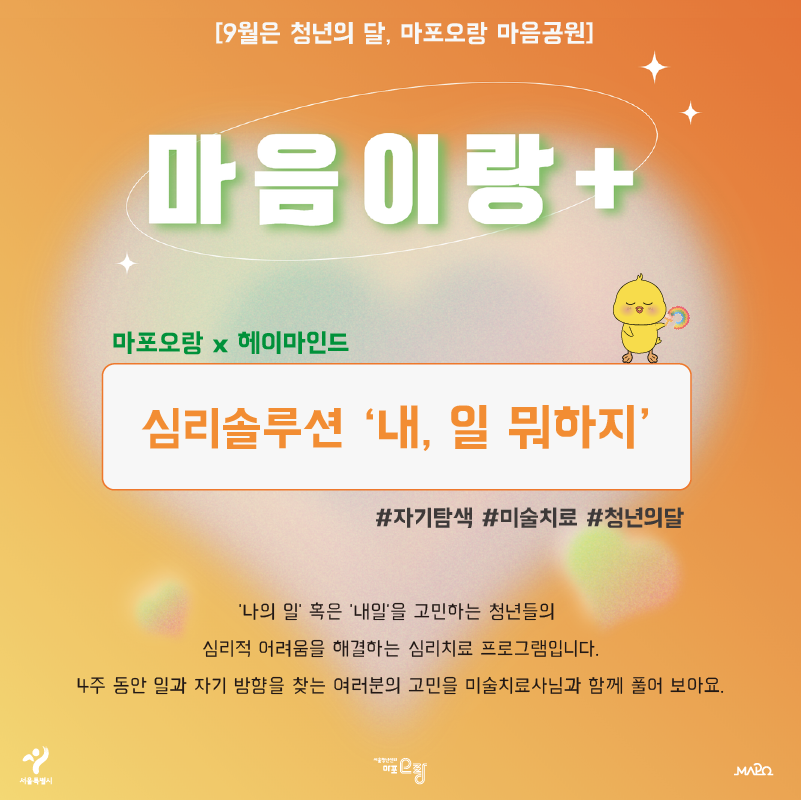 [9월은 청년의 달, 마포오랑 마음공원]
마음이랑+
마포오랑 x 헤이마인드
심리솔루션 ‘내, 일 뭐하지’
#자기탐색 #미술치료 #청년의달
'나의 일' 혹은 '내일'을 고민하는 청년들의
심리적 어려움을 해결하는 심리치료 프로그램입니다.
4주 동안 일과 자기 방향을 찾는 여러분의 고민을 미술치료사님과 함께 풀어 보아요.
서울특별시
서울청년센터
마포오랑
MAPO